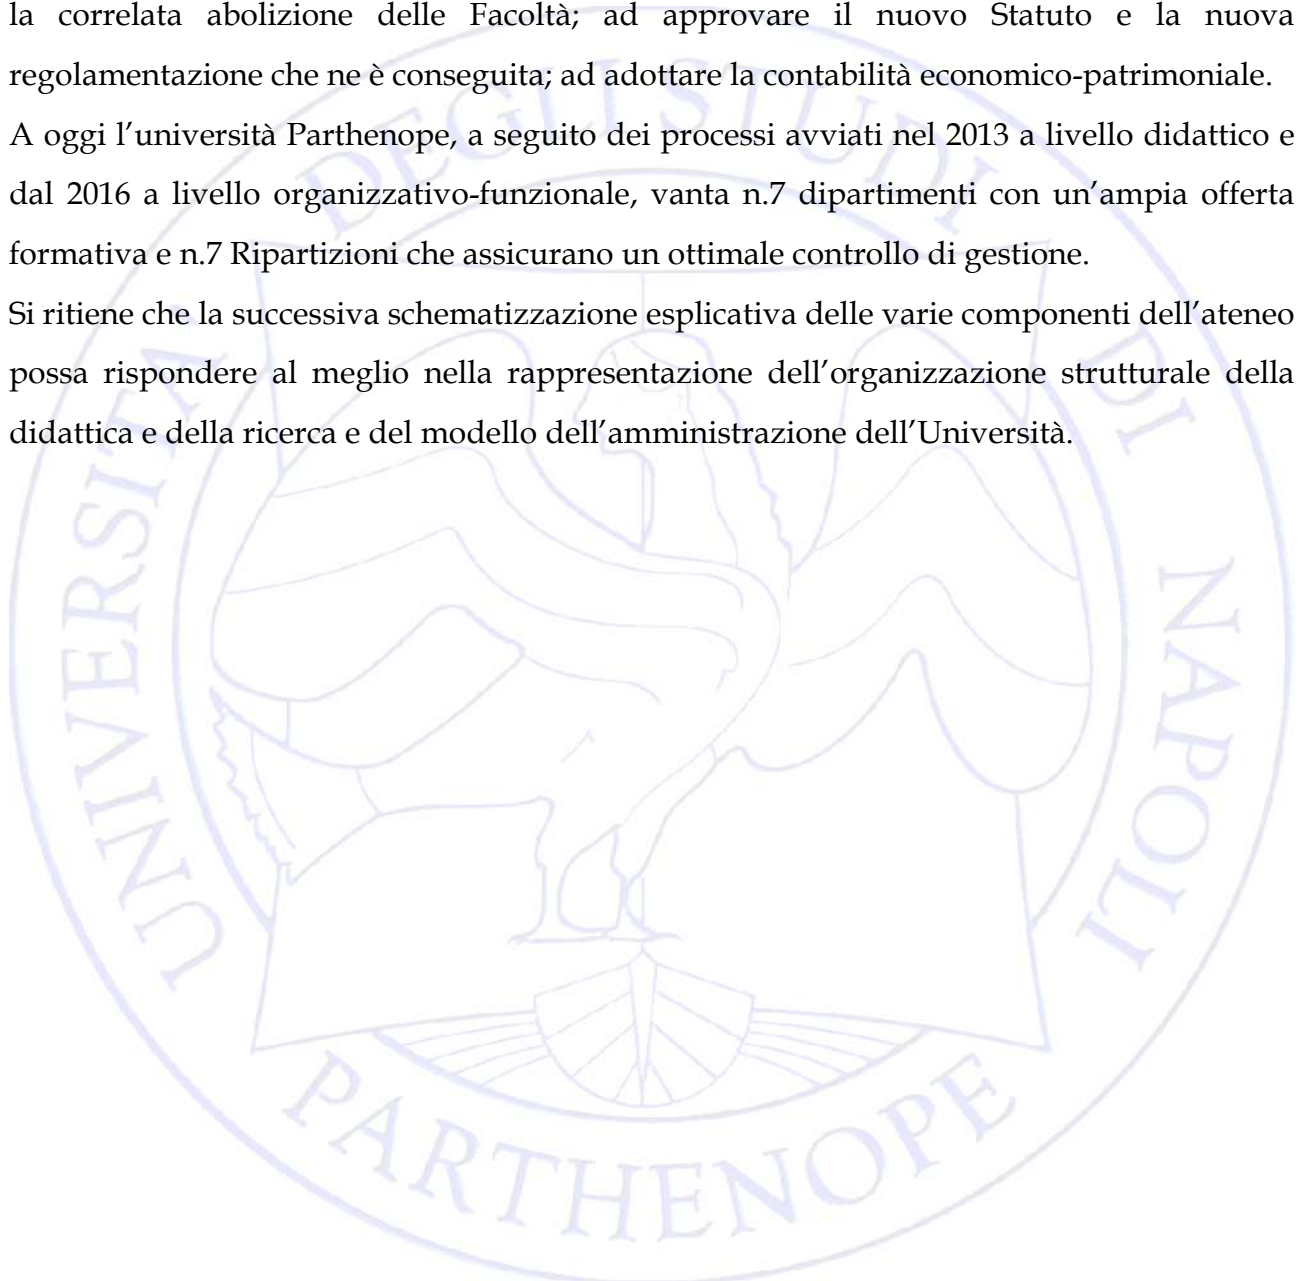 la correlata abolizione delle Facoltà; ad approvare il nuovo Statuto e la nuova
regolamentazione che ne è conseguita; ad adottare la contabilità economico-patrimoniale.
A oggi l’università Parthenope, a seguito dei processi avviati nel 2013 a livello didattico e
dal 2016 a livello organizzativo-funzionale, vanta n.7 dipartimenti con un’ampia offerta
formativa e n.7 Ripartizioni che assicurano un ottimale controllo di gestione.
Si ritiene che la successiva schematizzazione esplicativa delle varie componenti dell’ateneo
possa rispondere al meglio nella rappresentazione dell’organizzazione strutturale della
didattica e della ricerca e del modello dell’amministrazione dell’Università.
UNIVERSITA' DEGLI STUDI DI NAPOLI
PARTHENOPE